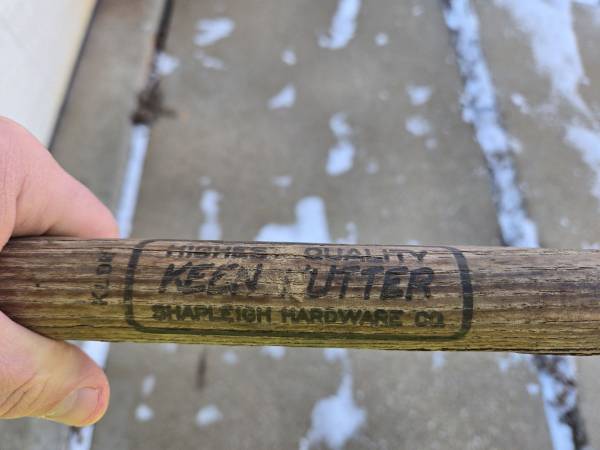 HIGHEST QUALITY
KEEN KUTTER
SHAPLEIGH HARDWARE CO.